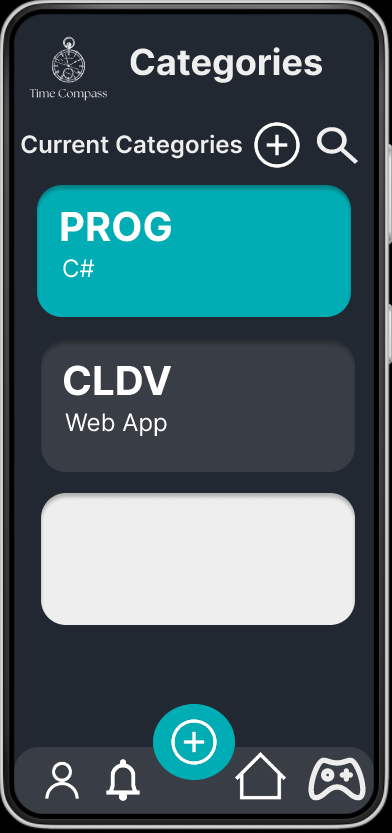 Categories
Time Compass
Current Categories
PROG
C#
CLDV
Web App